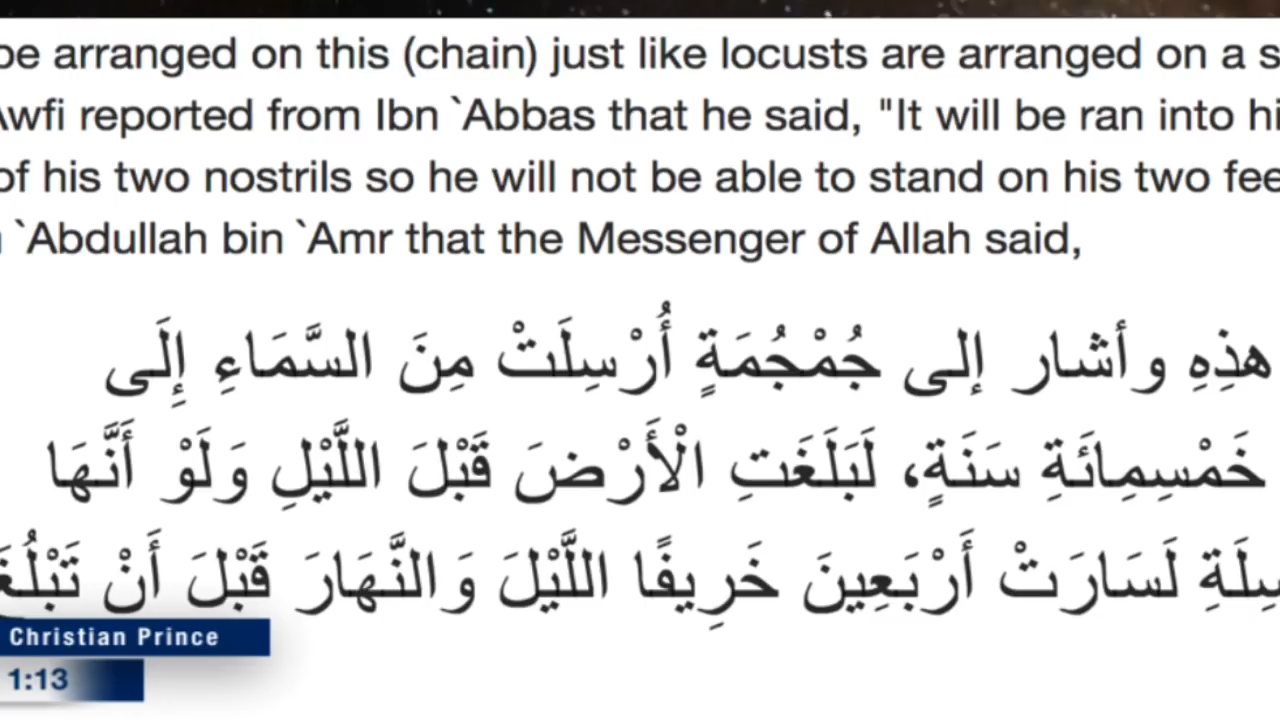 be arranged on this (chain) just like locusts are arranged on a
Awfi reported from Ibn `Abbas that he said, "It will be ran into
of his two nostrils so he will not be able to stand on his two
`Abdullah bin `Amr that the Messenger of Allah said,
هذِهِ وأشار إلى جُمْجُمَةٍ أُرْسِلَتْ مِنَ السَّمَاءِ إِلَى
خَمْسِمِائَةِ سَنَةٍ، لَبَلَغَتِ الْأَرْضَ قَبْلَ اللَّيْلِ وَلَوْ أَنَّهَا
لَسَارَتْ أَرْبَعِينَ خَرِيفًا اللَّيْلَ وَالنَّهَارَ قَبْلَ أَنْ
Christian Prince
1:13